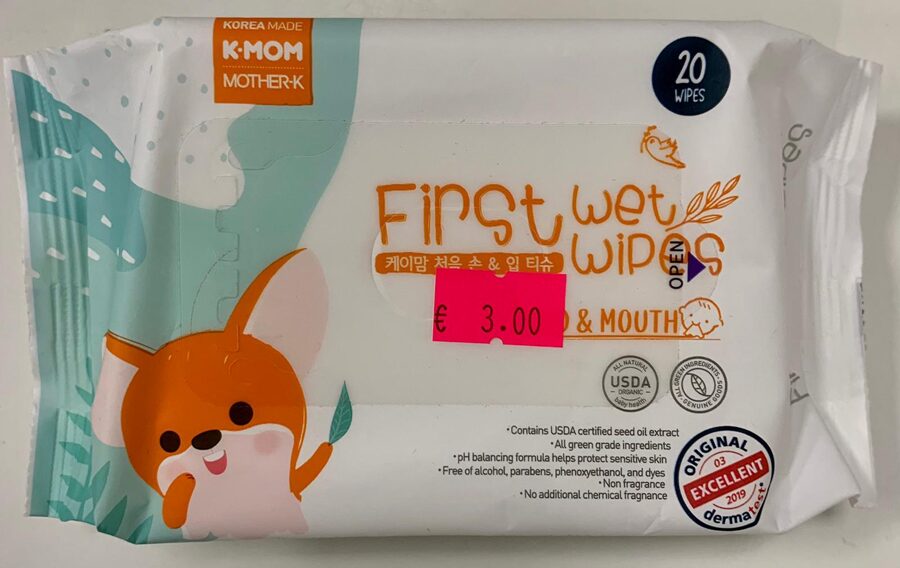 KOREA MADE
K·MOM
MOTHER-K
20
WIPES
First wet
wipes
케이맘 처음 손 & 입 티슈
OPEN
€ 3.00
& MOUTH
ALL NATURAL
USDA
ORGANIC
baby health
ALL GREEN INGREDIENTS
GENUINE GOODS
·Contains USDA certified seed oil extract
·All green grade ingredients
·pH balancing formula helps protect sensitive skin
·Free of alcohol, parabens, phenoxyethanol, and dyes
·Non fragrance
·No additional chemical fragrance
ORIGINAL
03
EXCELLENT
2019
dermatest